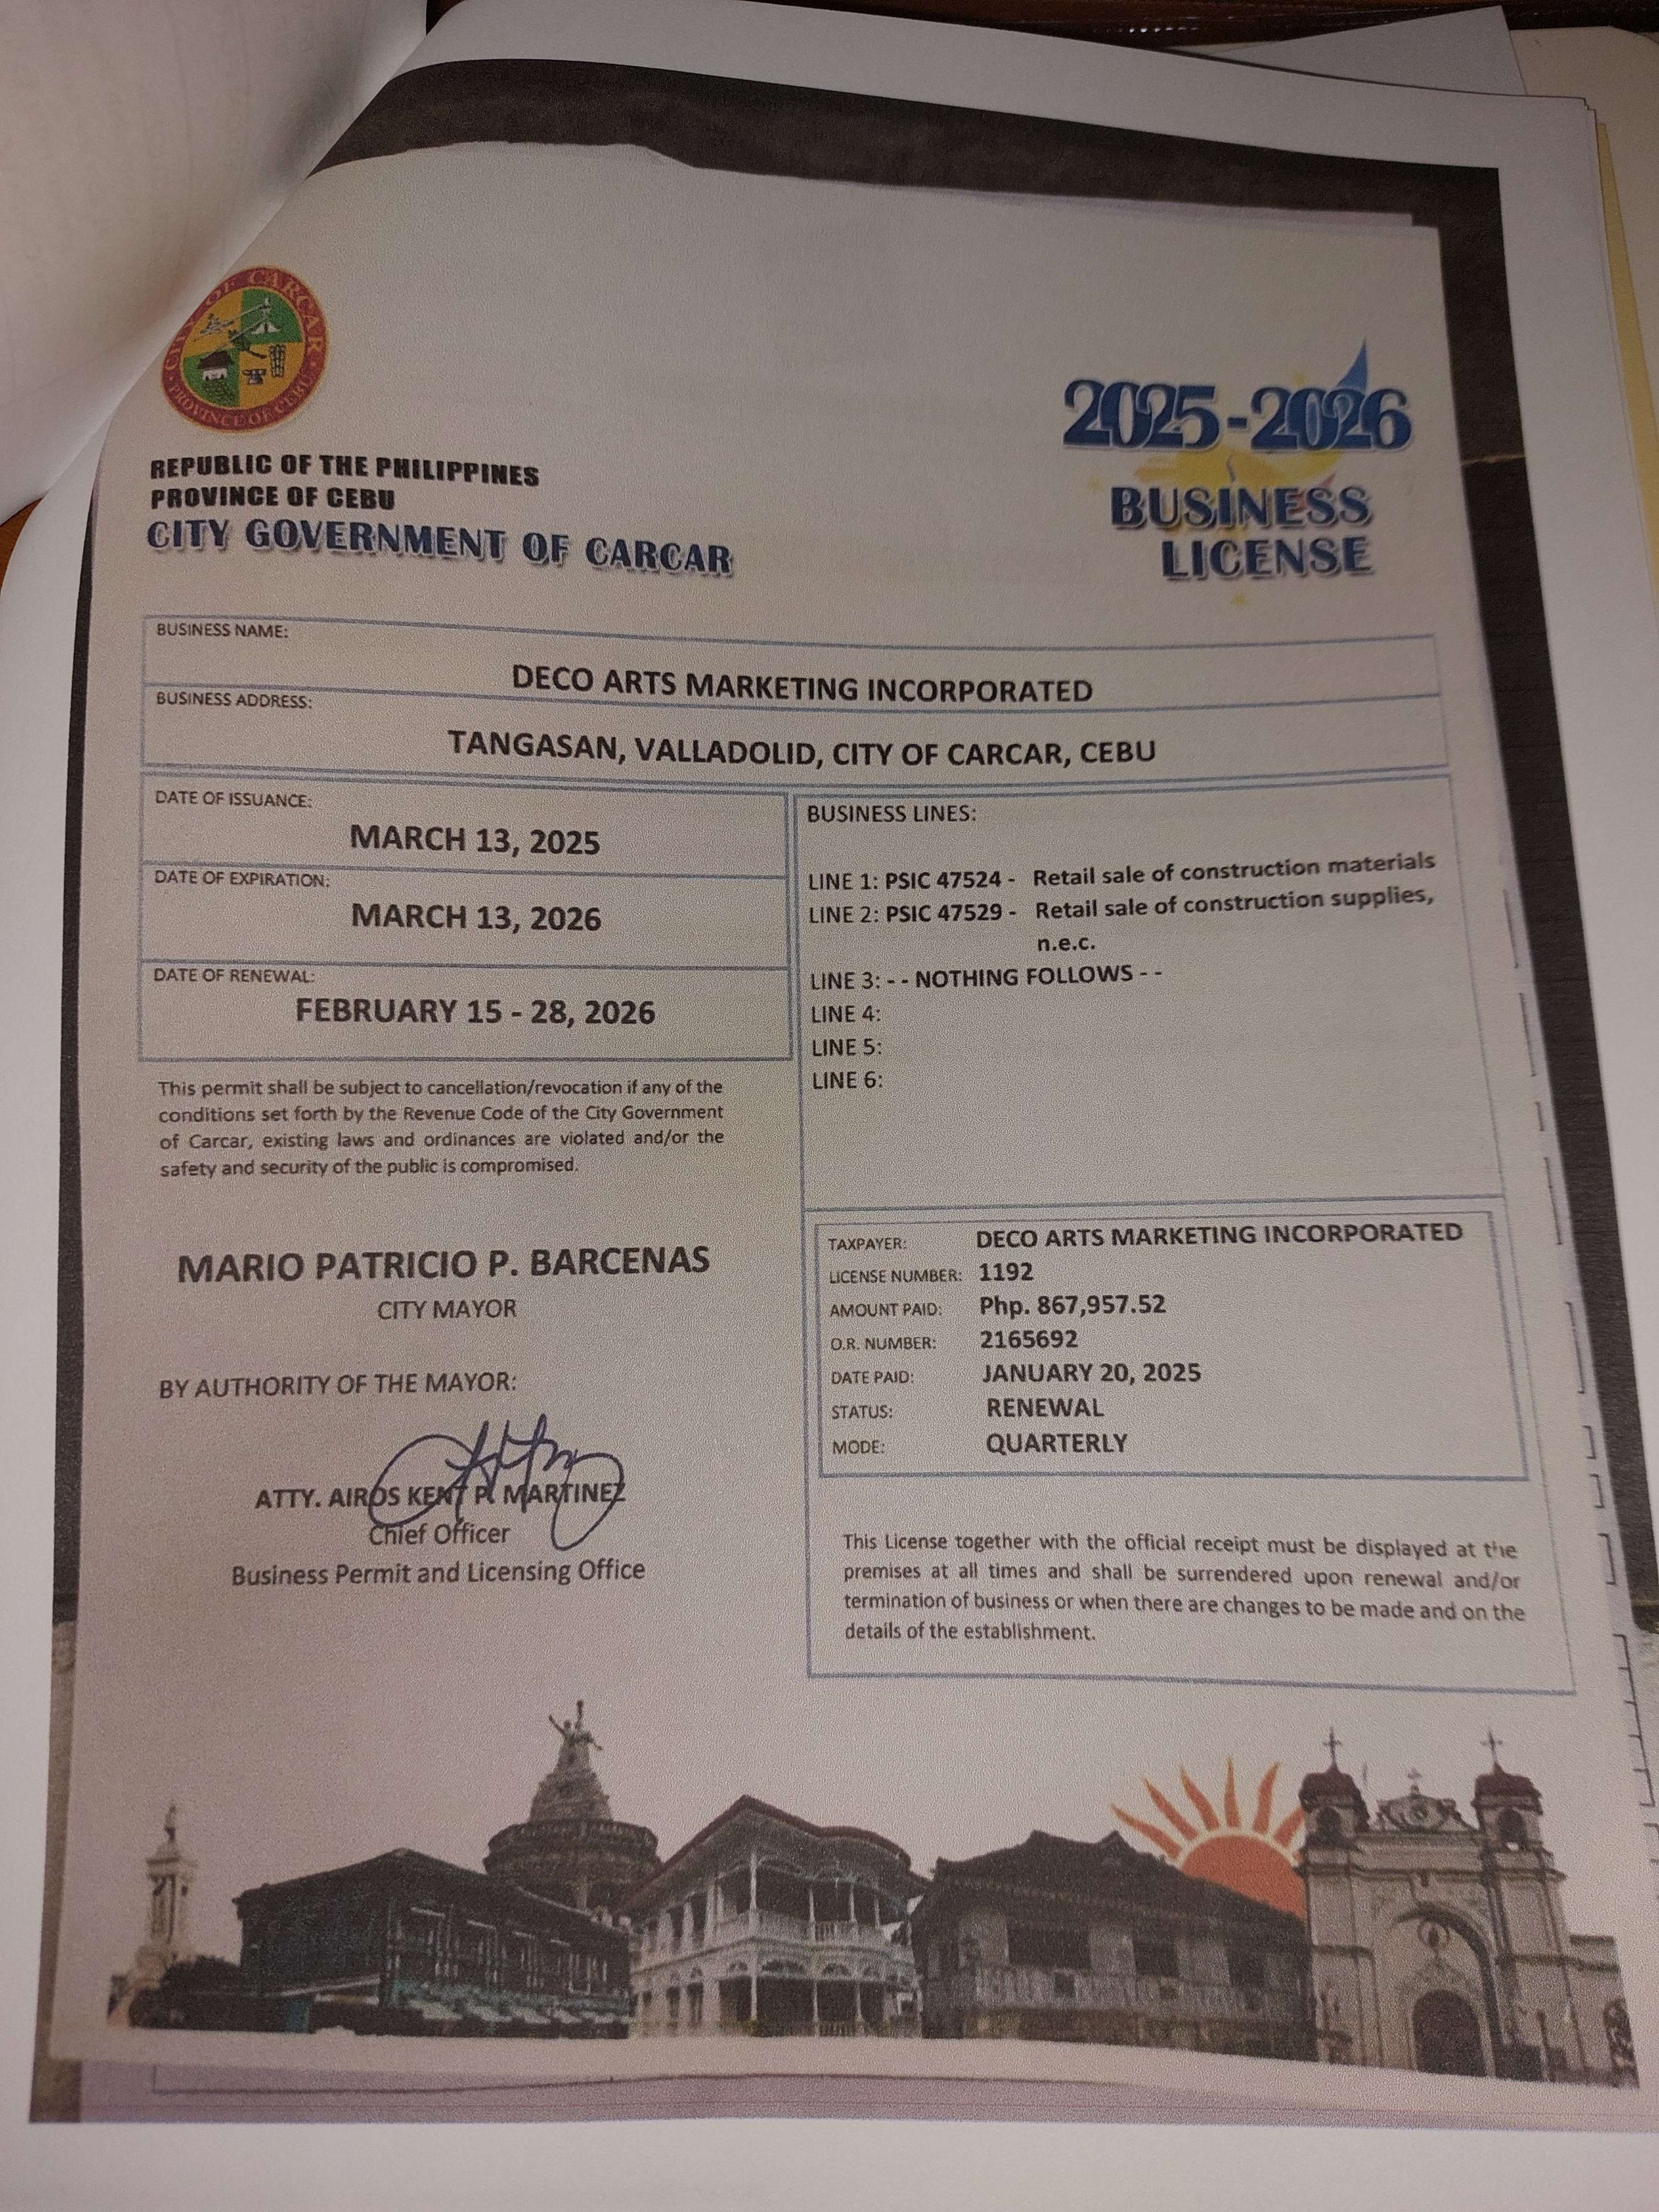 CITY OF CARCAR
PROVINCE OF CEBU
REPUBLIC OF THE PHILIPPINES
PROVINCE OF CEBU
CITY GOVERNMENT OF CARCAR
2025-2026
BUSINESS
LICENSE
BUSINESS NAME:
DECO ARTS MARKETING INCORPORATED
BUSINESS ADDRESS:
TANGASAN, VALLADOLID, CITY OF CARCAR, CEBU
DATE OF ISSUANCE:
MARCH 13, 2025
DATE OF EXPIRATION:
MARCH 13, 2026
DATE OF RENEWAL:
FEBRUARY 15 - 28, 2026
This permit shall be subject to cancellation/revocation if any of the
conditions set forth by the Revenue Code of the City Government
of Carcar, existing laws and ordinances are violated and/or the
safety and security of the public is compromised.
MARIO PATRICIO P. BARCENAS
CITY MAYOR
BY AUTHORITY OF THE MAYOR:
ATTY. AIROS KENT P. MARTINEZ
Chief Officer
Business Permit and Licensing Office
BUSINESS LINES:
LINE 1: PSIC 47524 - Retail sale of construction materials
LINE 2: PSIC 47529 - Retail sale of construction supplies,
n.e.c.
LINE 3: - - NOTHING FOLLOWS - -
LINE 4:
LINE 5:
LINE 6:
TAXPAYER: DECO ARTS MARKETING INCORPORATED
LICENSE NUMBER: 1192
AMOUNT PAID: Php. 867,957.52
O.R. NUMBER: 2165692
DATE PAID: JANUARY 20, 2025
STATUS: RENEWAL
MODE: QUARTERLY
This License together with the official receipt must be displayed at the
premises at all times and shall be surrendered upon renewal and/or
termination of business or when there are changes to be made and on the
details of the establishment.